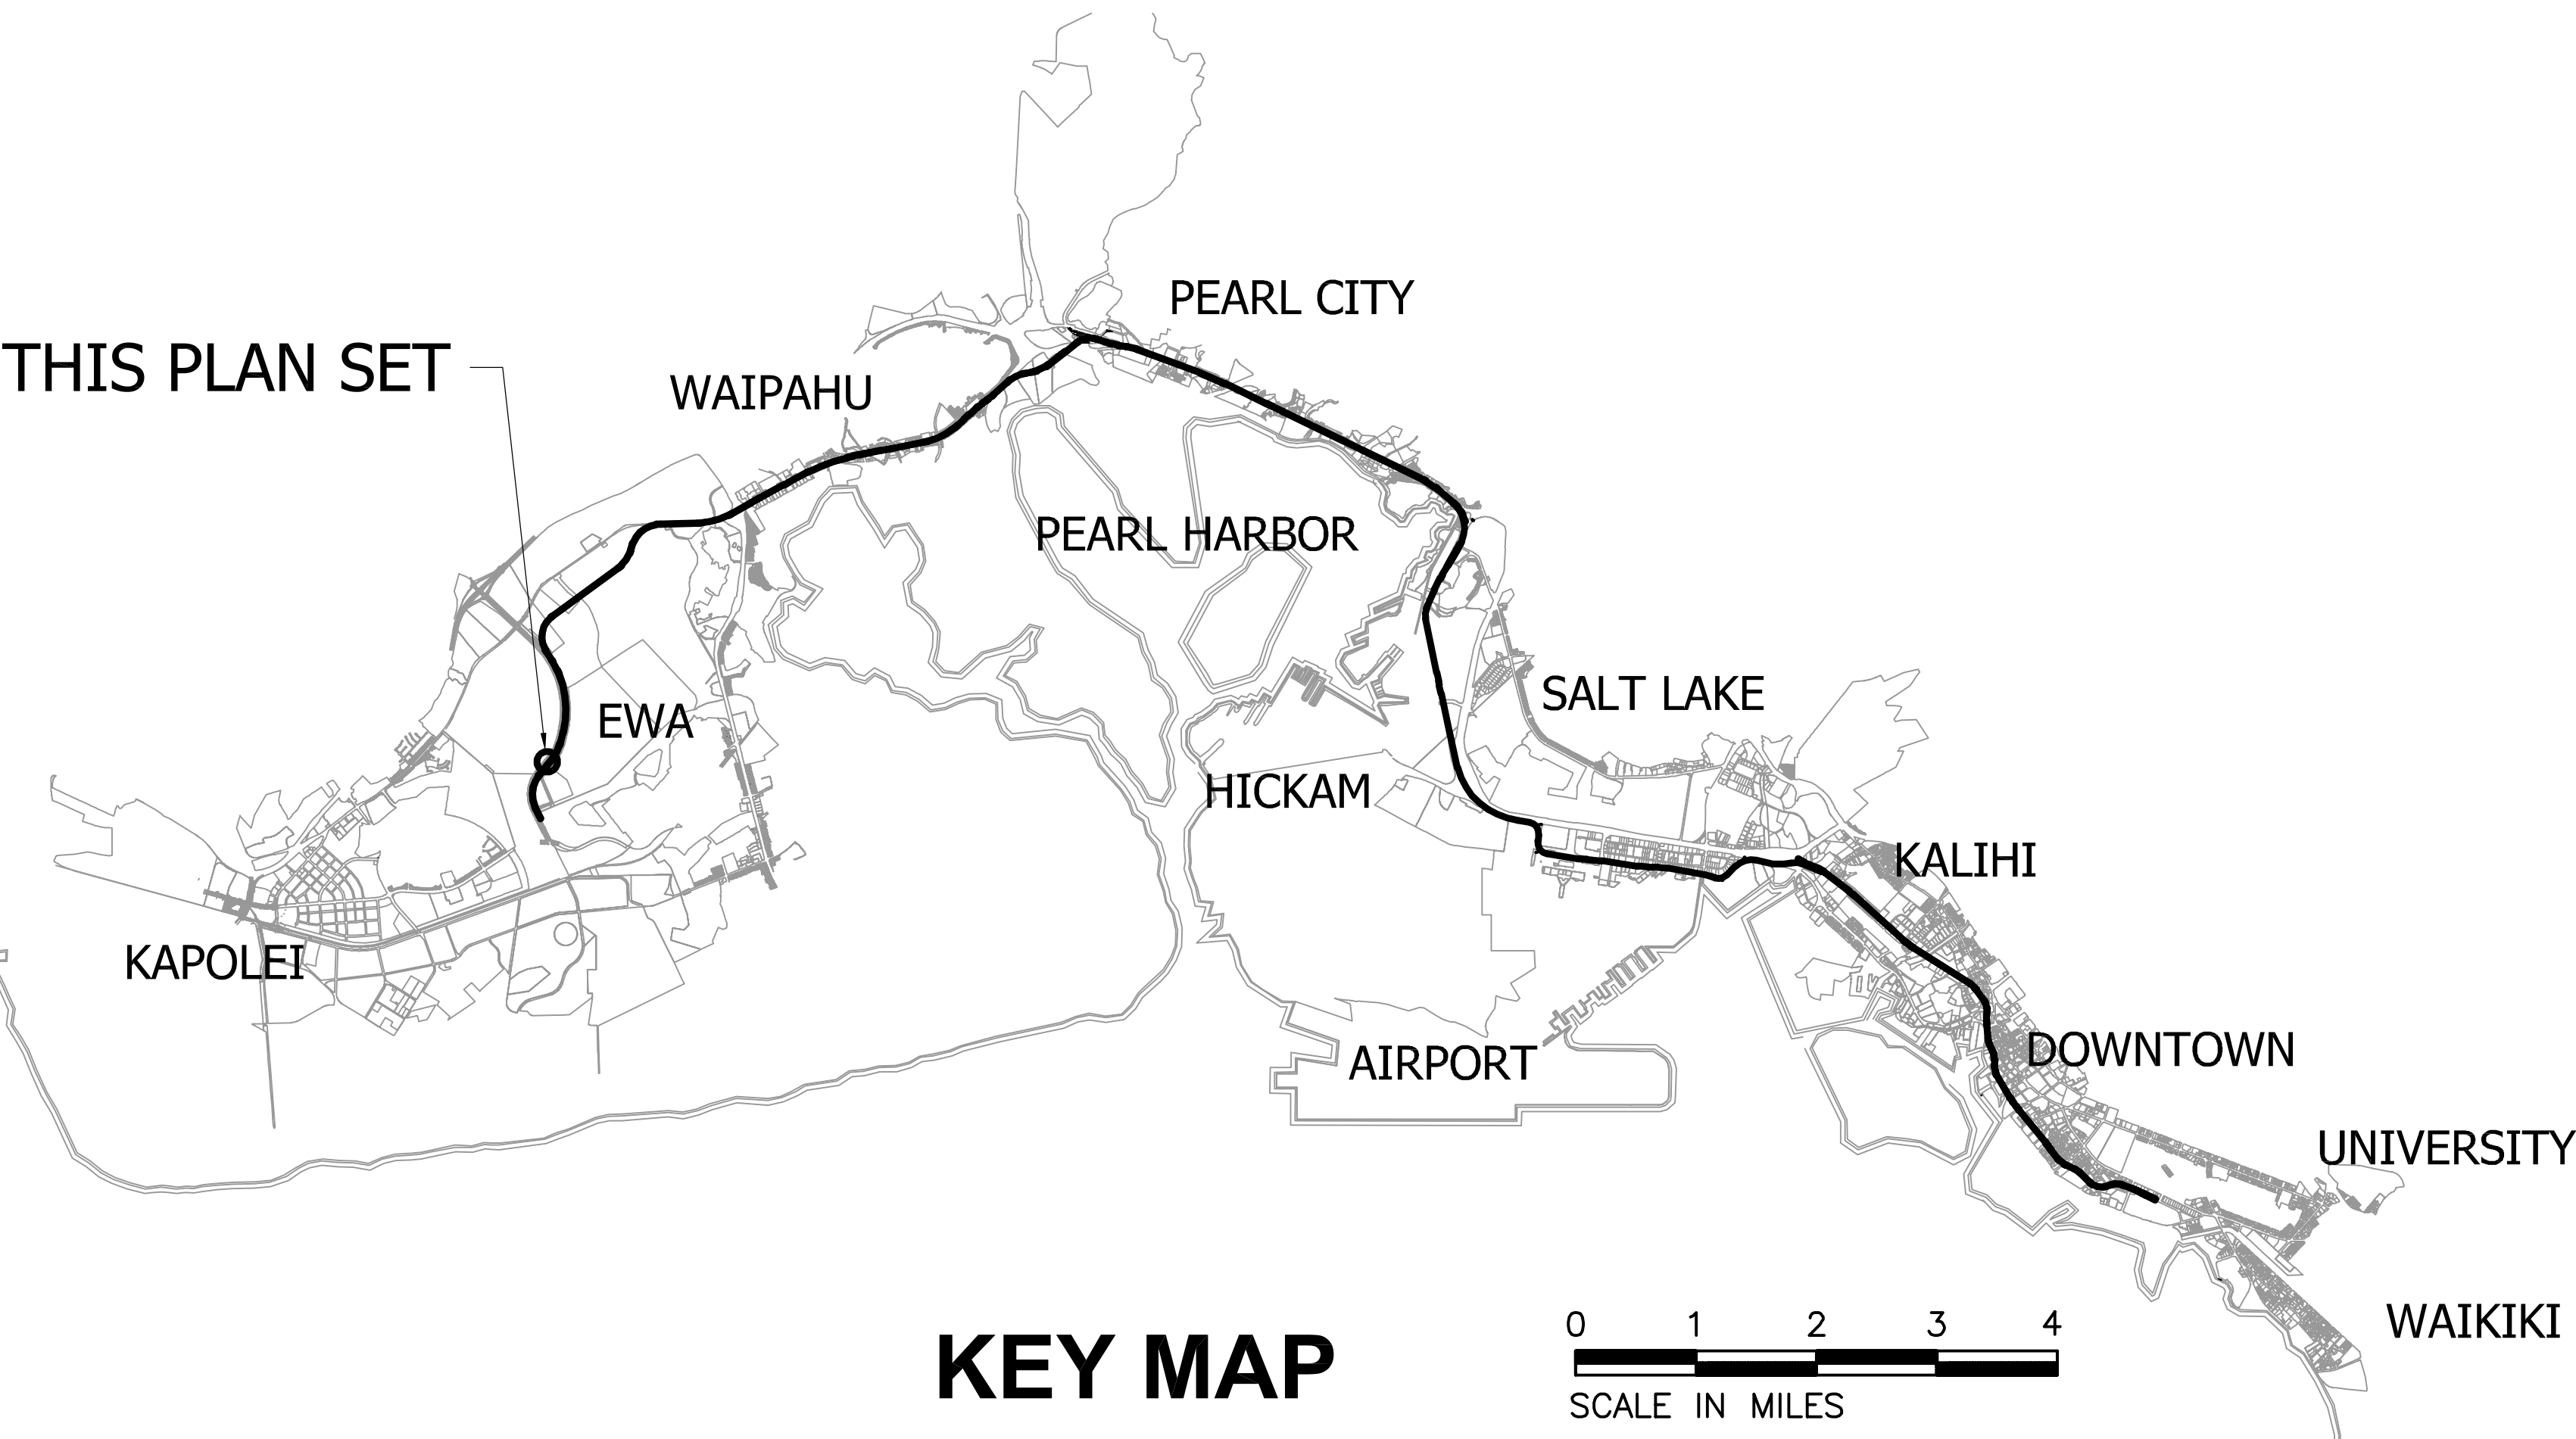 PEARL CITY
THIS PLAN SET
WAIPAHU
PEARL HARBOR
SALT LAKE
EWA
HICKAM
KALIHI
KAPOLEI
DOWNTOWN
AIRPORT
UNIVERSITY
WAIKIKI
KEY MAP
0 1 2 3 4
SCALE IN MILES